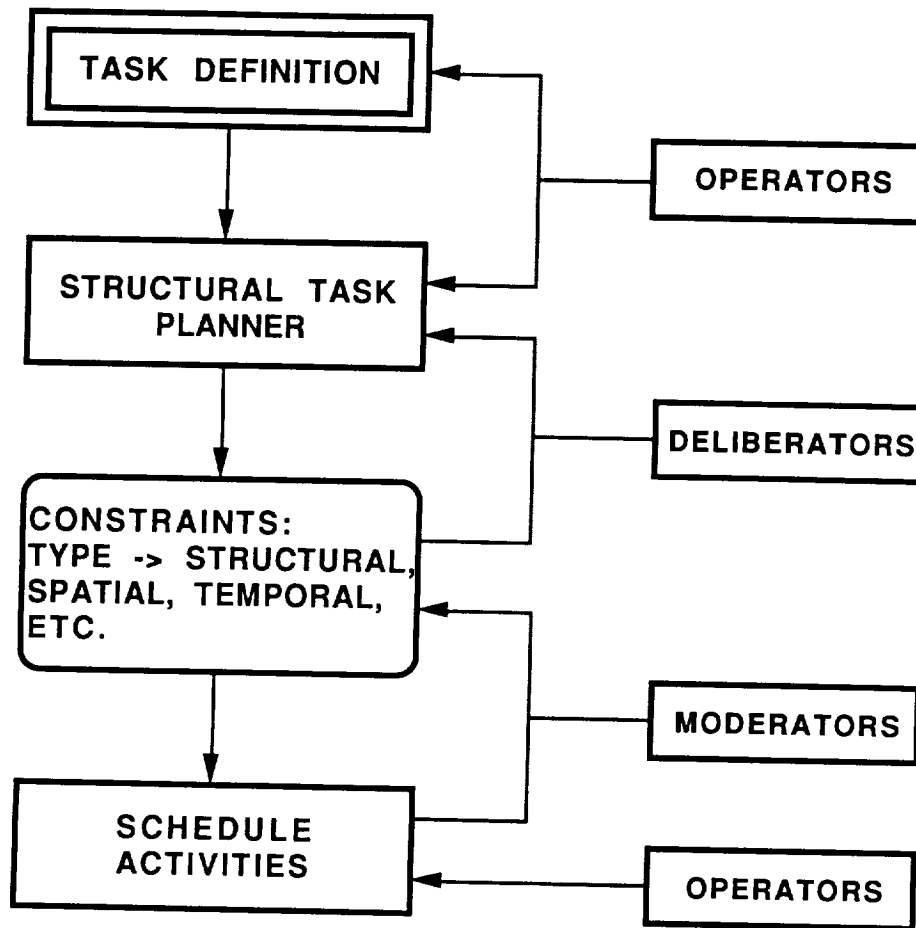 TASK DEFINITION
OPERATORS
STRUCTURAL TASK
PLANNER
DELIBERATORS
CONSTRAINTS:
TYPE -> STRUCTURAL,
SPATIAL, TEMPORAL,
ETC.
MODERATORS
SCHEDULE
ACTIVITIES
OPERATORS